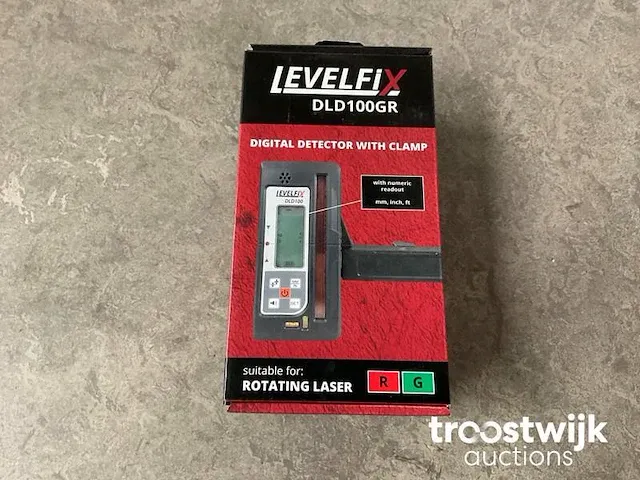 LEVELFIX
DLD100GR
DIGITAL DETECTOR WITH CLAMP
with numeric
readout
mm, inch, ft
LEVELFIX
DLD100
SET
suitable for:
ROTATING LASER
R
G
troostwijk
auctions